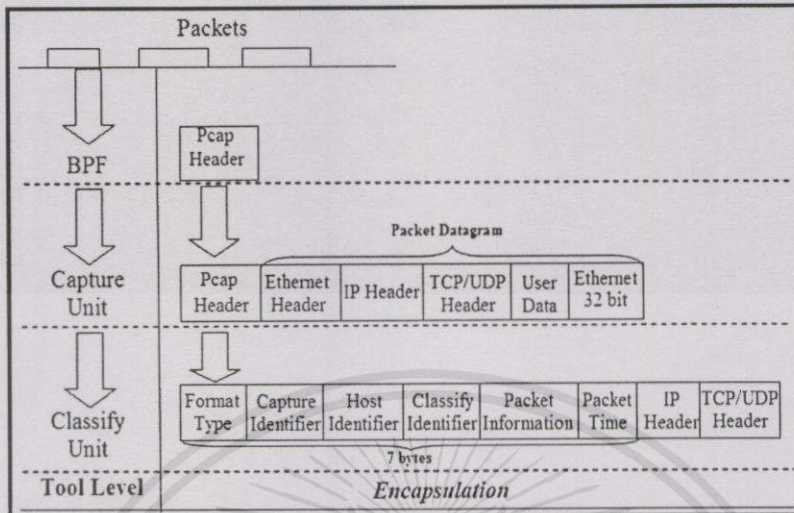 Packets
Pcap
Header
BPF
Packet Datagram
Capture
Unit
Pcap
Header
Ethernet
Header
IP Header
TCP/UDP
Header
User
Data
Ethernet
32 bit
Classify
Unit
Format
Type
Capture
Identifier
Host
Identifier
Classify
Identifier
Packet
Information
Packet
Time
IP
Header
TCP/UDP
Header
7 bytes
Tool Level
Encapsulation